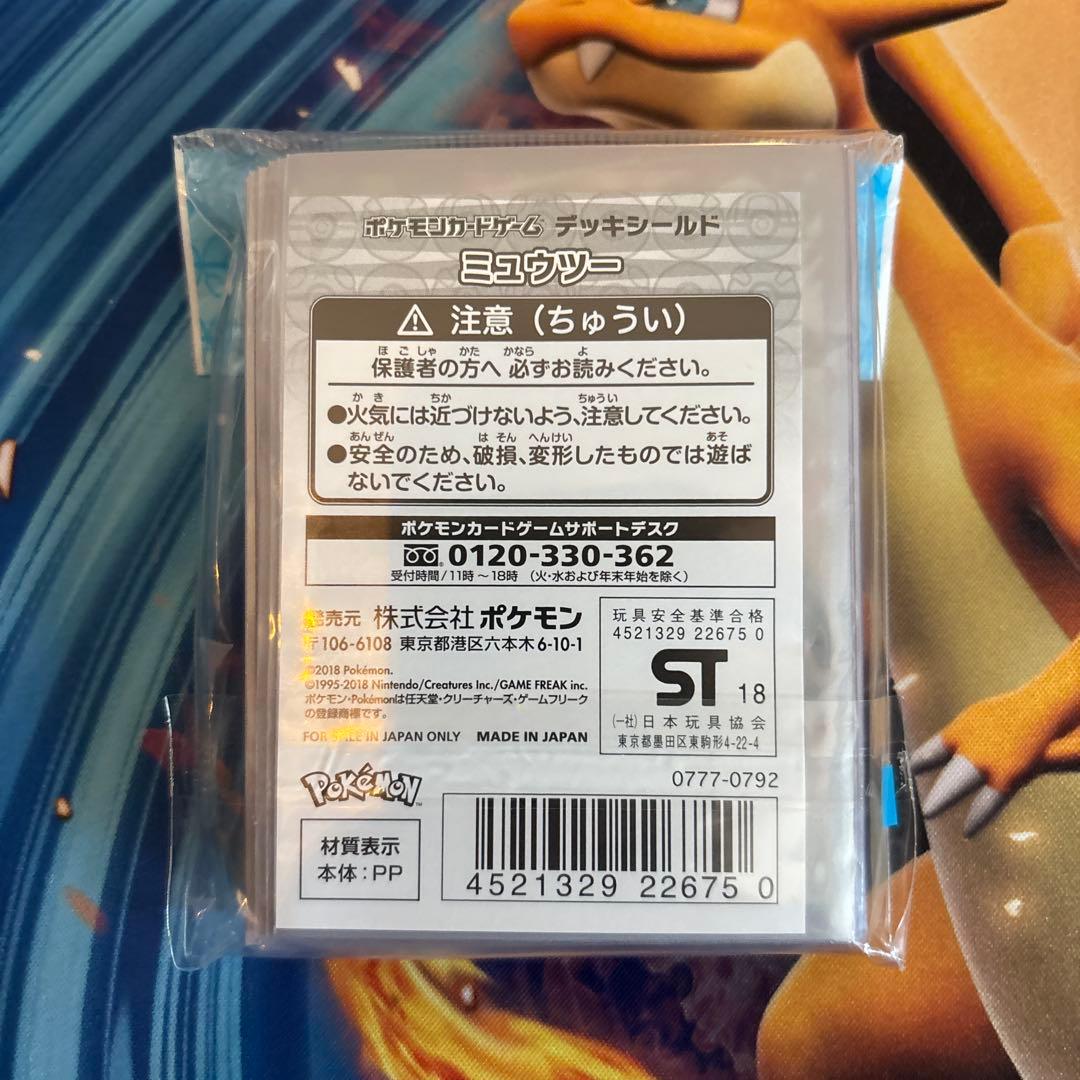 ポケモンカードゲーム デッキシールド
ミュウツー
注意（ちゅうい）
保護者の方へ 必ずお読みください。
●火気には近づけないよう、注意してください。
●安全のため、破損、変形したものでは遊ば
ないでください。
ポケモンカードゲームサポートデスク
0120-330-362
受付時間/11時～18時 （火・水および年末年始を除く）
発売元 株式会社 ポケモン
〒106-6108 東京都港区六本木6-10-1
©2018 Pokémon.
©1995-2018 Nintendo/Creatures Inc./GAME FREAK inc.
ポケモン・Pokémonは任天堂・クリーチャーズ・ゲームフリーク
の登録商標です。
FOR SALE IN JAPAN ONLY MADE IN JAPAN
玩具安全基準合格
4521329 22675 0
ST 18
(一社)日本玩具協会
東京都墨田区東駒形4-22-4
POKéMON™
0777-0792
材質表示
本体：PP
4521329 22675 0